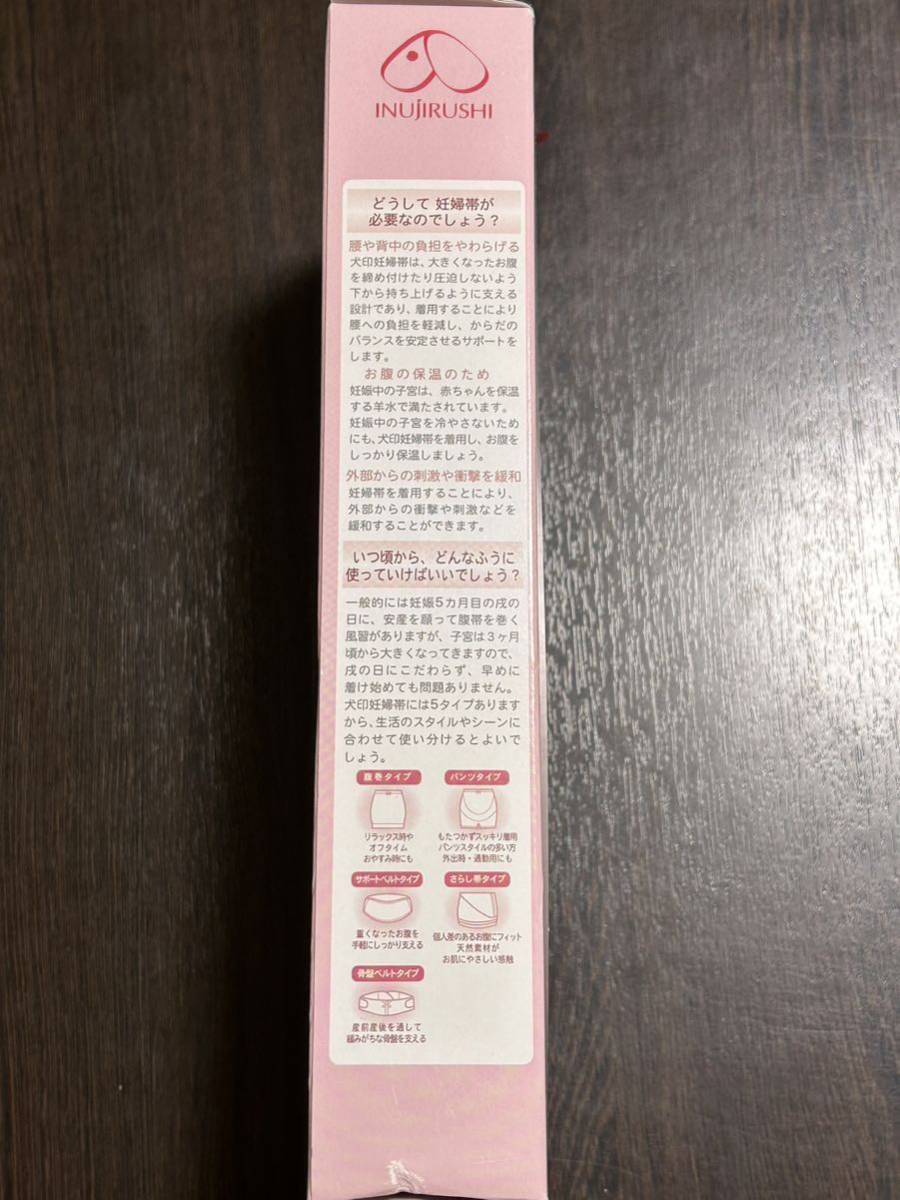 INUJIRUSHI
どうして 妊婦帯が
必要なのでしょう？
腰や背中の負担をやわらげる
犬印妊婦帯は、大きくなったお腹
を締め付けたり圧迫しないよう
下から持ち上げるように支える
設計であり、着用することにより
腰への負担を軽減し、からだの
バランスを安定させるサポートを
します。
お腹の保温のため
妊娠中の子宮は、赤ちゃんを保温
する羊水で満たされています。
妊娠中の子宮を冷やさないため
にも、犬印妊婦帯を着用し、お腹を
しっかり保温しましょう。
外部からの刺激や衝撃を緩和
妊婦帯を着用することにより、
外部からの衝撃や刺激などを
緩和することができます。
いつ頃から、どんなふうに
使っていけばいいでしょう？
一般的には妊娠5カ月目の戌の
日に、安産を願って腹帯を巻く
風習がありますが、子宮は3ヶ月
頃から大きくなってきますので、
戌の日にこだわらず、早めに
着け始めても問題ありません。
犬印妊婦帯には5タイプあります
から、生活のスタイルやシーンに
合わせて使い分けるとよいで
しょう。
腹巻タイプ
リラックス時や
オフタイム
おやすみ時にも
パンツタイプ
もたつかずスッキリ着用
パンツスタイルの多い方
外出時・通勤用にも
サポートベルトタイプ
重くなったお腹を
手軽にしっかり支える
さらし帯タイプ
個人差のあるお腹にフィット
天然素材が
お肌にやさしい感触
骨盤ベルトタイプ
産前産後を通して
緩みがちな骨盤を支える